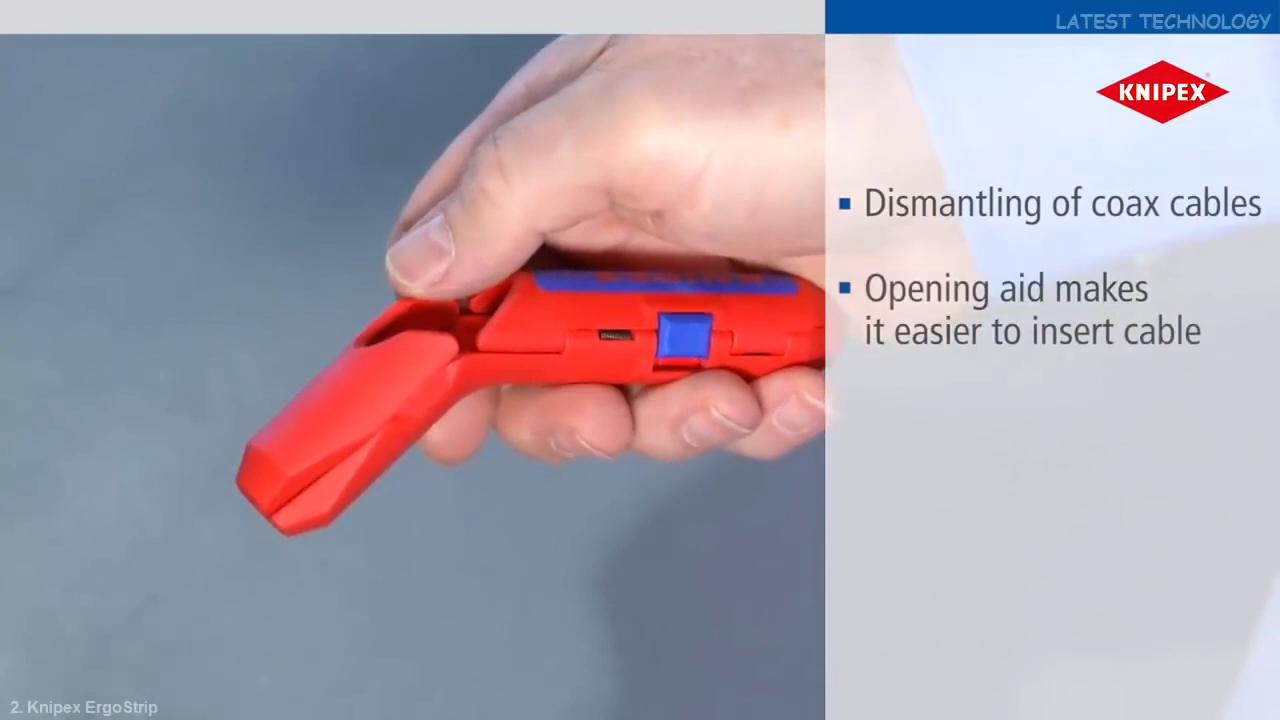 LATEST TECHNOLOGY
KNIPEX
▪ Dismantling of coax cables
▪ Opening aid makes
it easier to insert cable
2. Knipex ErgoStrip